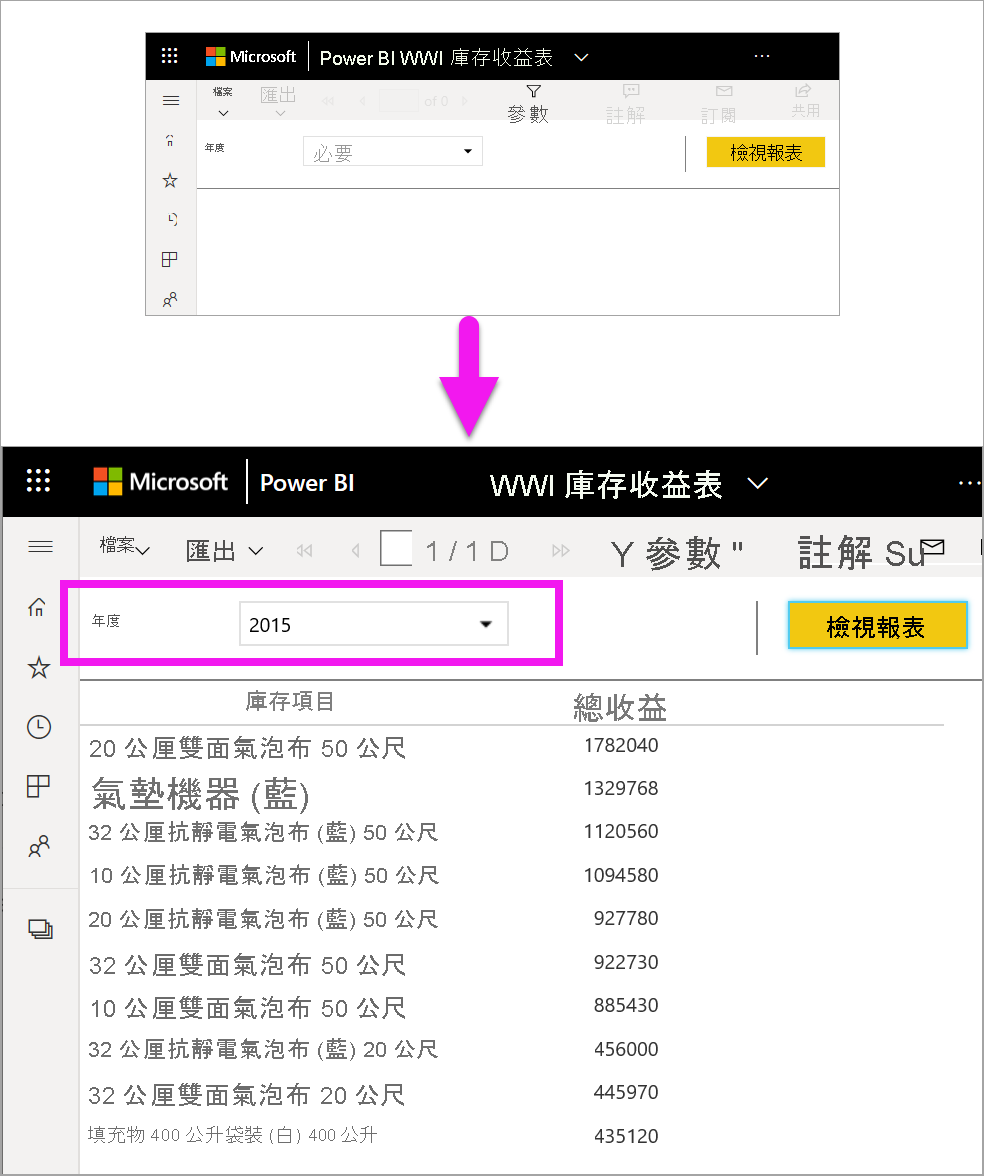 Microsoft Power BI WWI 庫存收益表 ...
檔案 匯出 of 0 參數 註解 訂閱 共用
年度 必要 檢視報表
Microsoft Power BI WWI 庫存收益表 ...
檔案 匯出 1 / 1 D Y 參數 " 註解 Su
年度 2015 檢視報表
庫存項目 總收益
20 公厘雙面氣泡布 50 公尺 1782040
氣墊機器 (藍) 1329768
32 公厘抗靜電氣泡布 (藍) 50 公尺 1120560
10 公厘抗靜電氣泡布 (藍) 50 公尺 1094580
20 公厘抗靜電氣泡布 (藍) 50 公尺 927780
32 公厘雙面氣泡布 50 公尺 922730
10 公厘雙面氣泡布 50 公尺 885430
32 公厘抗靜電氣泡布 (藍) 20 公尺 456000
32 公厘雙面氣泡布 20 公尺 445970
填充物 400 公升袋裝 (白) 400 公升 435120